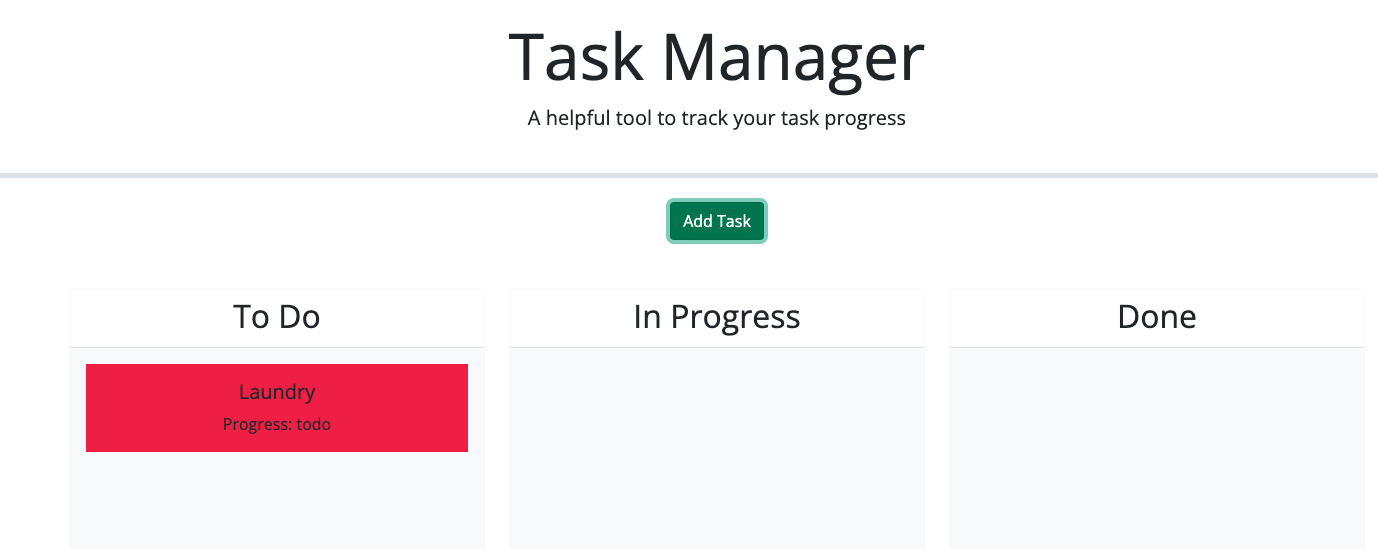 Task Manager
A helpful tool to track your task progress
Add Task
To Do
Laundry
Progress: todo
In Progress
Done